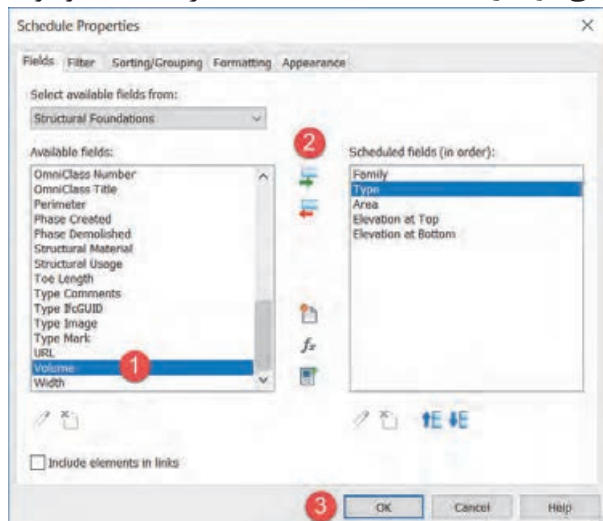 Schedule Properties
Fields Filter Sorting/Grouping Formatting Appearance
Select available fields from:
Structural Foundations
Available fields:
OmniClass Number
OmniClass Title
Perimeter
Phase Created
Phase Demolished
Structural Material
Structural Usage
Toe Length
Type Comments
Type IfcGUID
Type Image
Type Mark
URL
Volume
Width
1
2
fx
Scheduled fields (in order):
Family
Type
Area
Elevation at Top
Elevation at Bottom
Include elements in links
3
OK Cancel Help